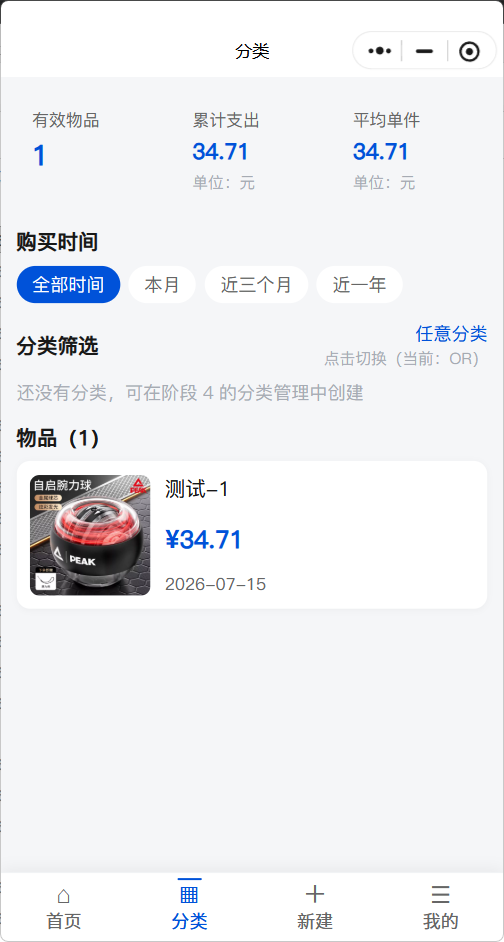 分类
有效物品
1
累计支出
34.71
单位：元
平均单件
34.71
单位：元
购买时间
全部时间 本月 近三个月 近一年
分类筛选
任意分类
点击切换（当前：OR）
还没有分类，可在阶段 4 的分类管理中创建
物品（1）
自启腕力球
PEAK
PEAK
测试-1
¥34.71
2026-07-15
首页 分类 新建 我的